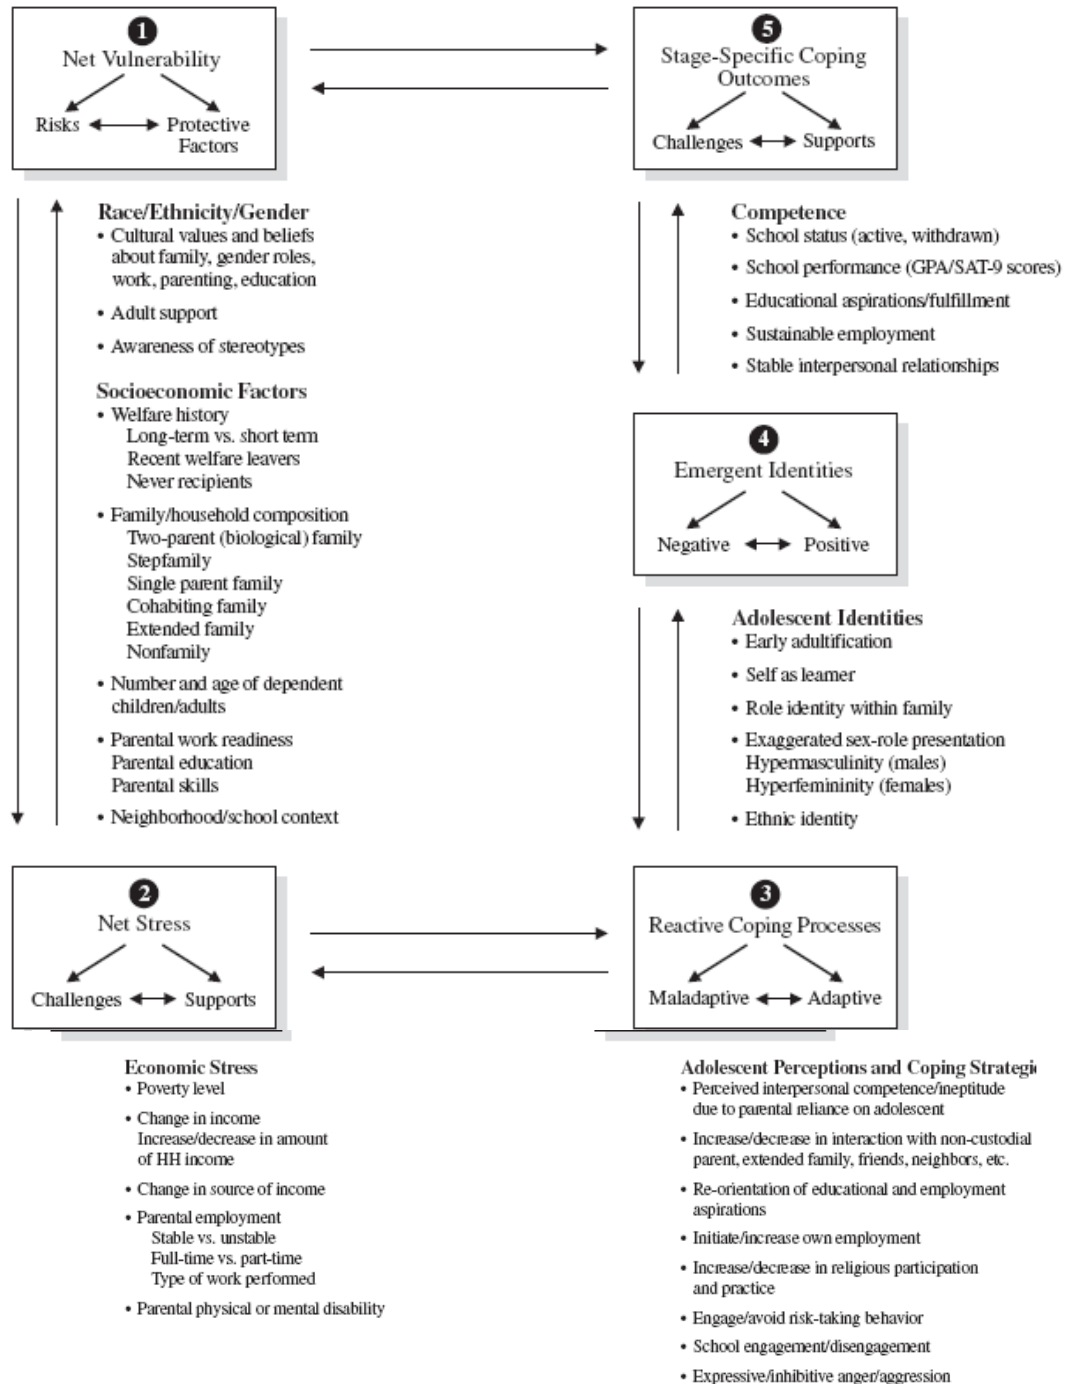 1
Net Vulnerability
Risks
Protective
Factors
Race/Ethnicity/Gender
• Cultural values and beliefs
about family, gender roles,
work, parenting, education
• Adult support
• Awareness of stereotypes
Socioeconomic Factors
• Welfare history
Long-term vs. short term
Recent welfare leavers
Never recipients
• Family/household composition
Two-parent (biological) family
Stepfamily
Single parent family
Cohabiting family
Extended family
Nonfamily
• Number and age of dependent
children/adults
• Parental work readiness
Parental education
Parental skills
• Neighborhood/school context
2
Net Stress
Challenges
Supports
Economic Stress
• Poverty level
• Change in income
Increase/decrease in amount
of HH income
• Change in source of income
• Parental employment
Stable vs. unstable
Full-time vs. part-time
Type of work performed
• Parental physical or mental disability
3
Reactive Coping Processes
Maladaptive
Adaptive
Adolescent Perceptions and Coping Strategi
• Perceived interpersonal competence/ineptitude
due to parental reliance on adolescent
• Increase/decrease in interaction with non-custodial
parent, extended family, friends, neighbors, etc.
• Re-orientation of educational and employment
aspirations
• Initiate/increase own employment
• Increase/decrease in religious participation
and practice
• Engage/avoid risk-taking behavior
• School engagement/disengagement
• Expressive/inhibitive anger/aggression
4
Emergent Identities
Negative
Positive
Adolescent Identities
• Early adultification
• Self as learner
• Role identity within family
• Exaggerated sex-role presentation
Hypermasculinity (males)
Hyperfemininity (females)
• Ethnic identity
5
Stage-Specific Coping
Outcomes
Challenges
Supports
Competence
• School status (active, withdrawn)
• School performance (GPA/SAT-9 scores)
• Educational aspirations/fulfillment
• Sustainable employment
• Stable interpersonal relationships